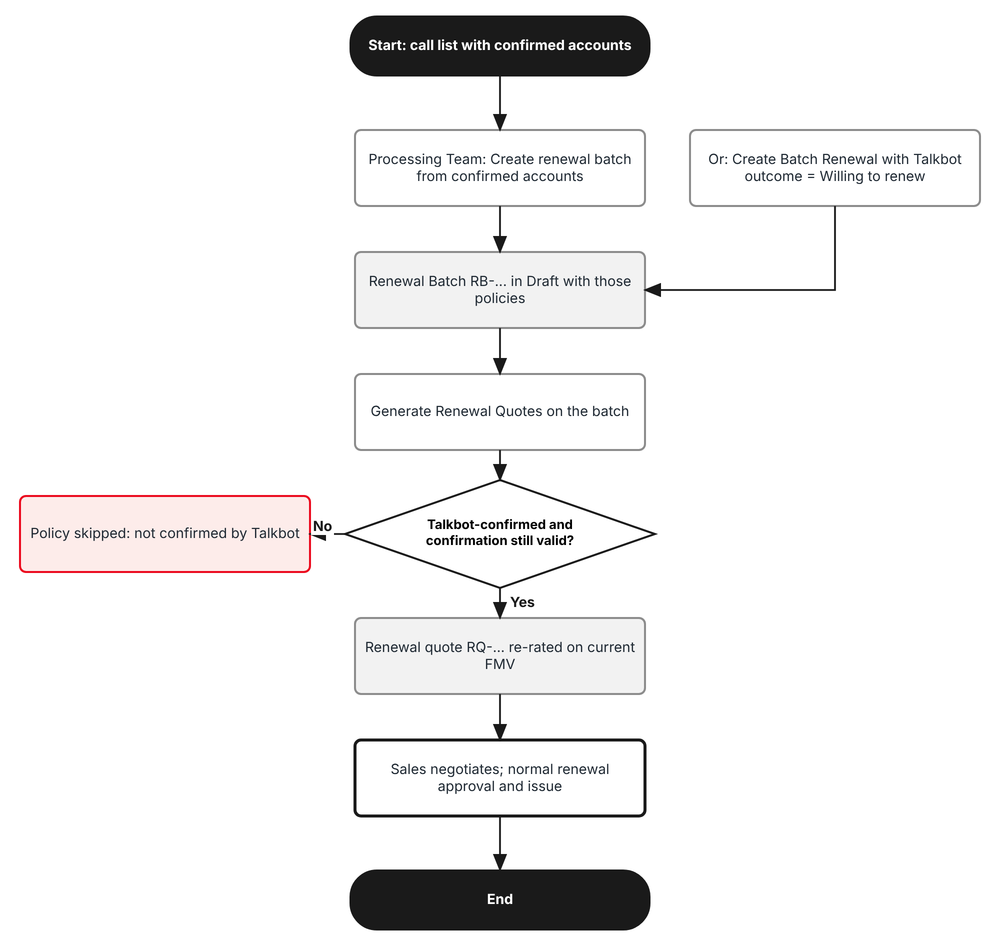 Start: call list with confirmed accounts
Processing Team: Create renewal batch
from confirmed accounts
Or: Create Batch Renewal with Talkbot
outcome = Willing to renew
Renewal Batch RB-... in Draft with those
policies
Generate Renewal Quotes on the batch
Talkbot-confirmed and
confirmation still valid?
No
Policy skipped: not confirmed by Talkbot
Yes
Renewal quote RQ-... re-rated on current
FMV
Sales negotiates; normal renewal
approval and issue
End